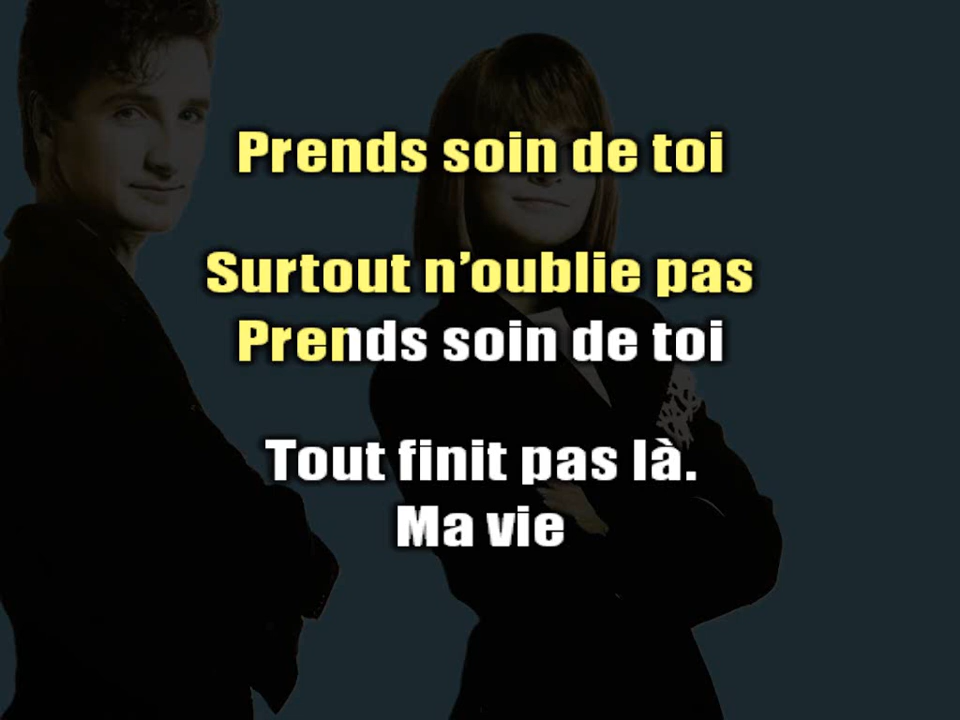 Prends soin de toi
Surtout n’oublie pas
Prends soin de toi
Tout finit pas là.
Ma vie